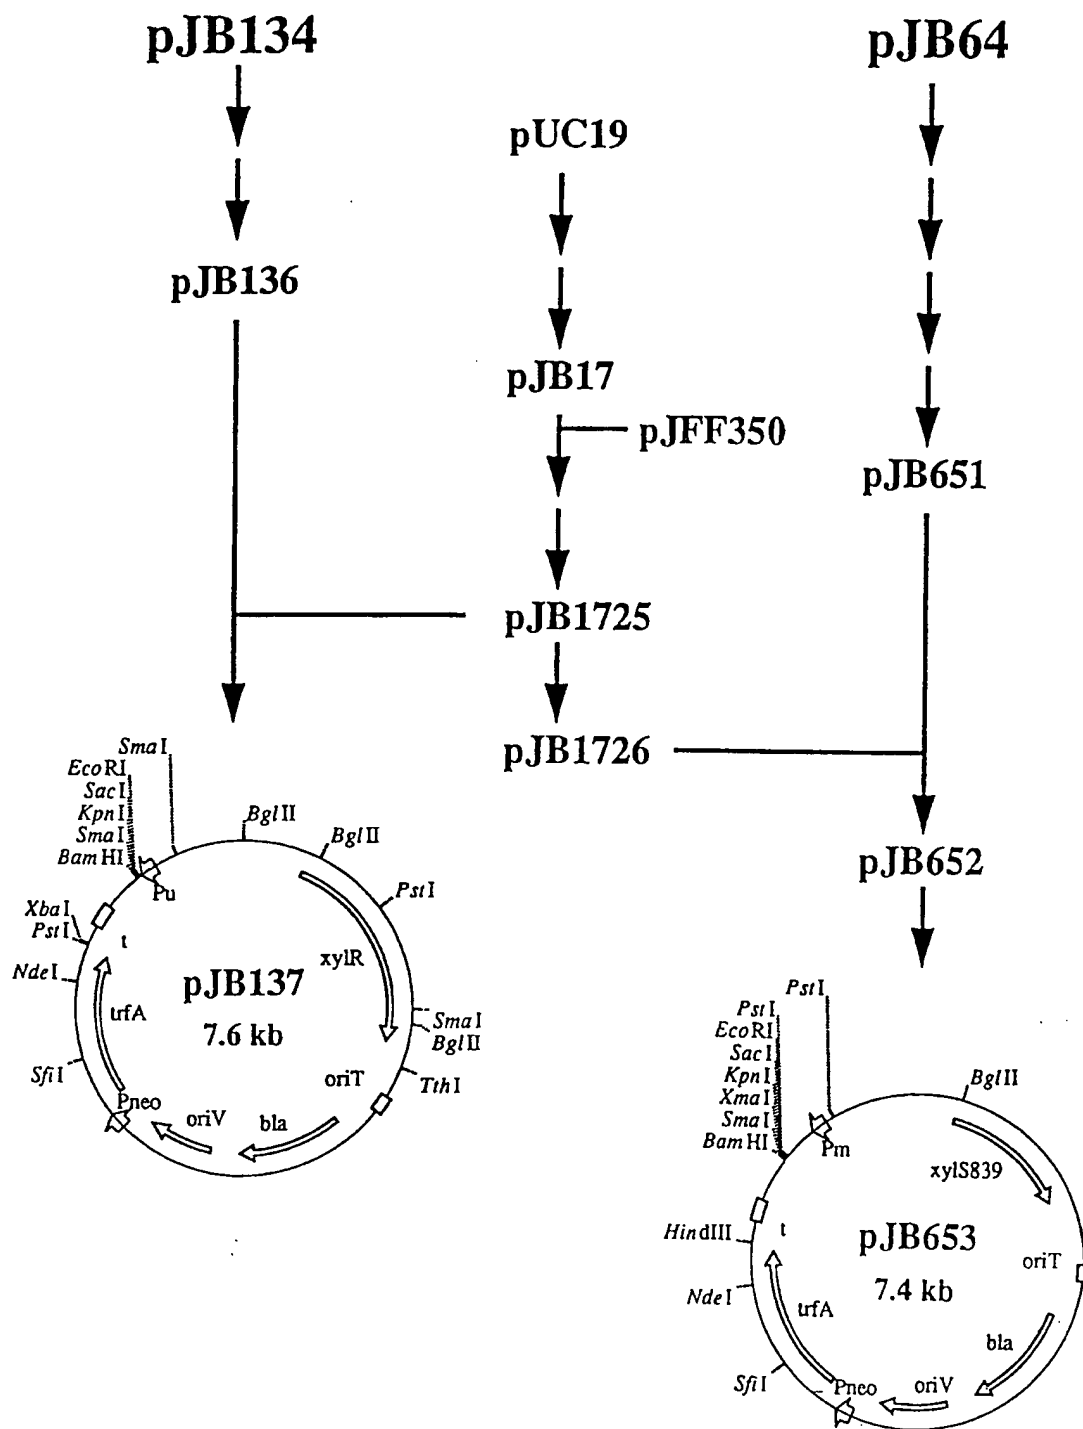 pJB134
pJB64
pUC19
pJB136
pJB17
pJFF350
pJB651
pJB1725
pJB1726
pJB652
SmaI
EcoRI
SacI
KpnI
SmaI
BamHI
BglII
BglII
PstI
Pu
XbaI
PstI
t
xylR
NdeI
pJB137
trfA
7.6 kb
SmaI
BglII
SfiI
oriT
TthI
Pneo
oriV
bla
PstI
PstI
EcoRI
SacI
KpnI
XmaI
SmaI
BamHI
BglII
Pm
xylS839
HindIII
t
pJB653
oriT
NdeI
trfA
7.4 kb
bla
SfiI
Pneo
oriV